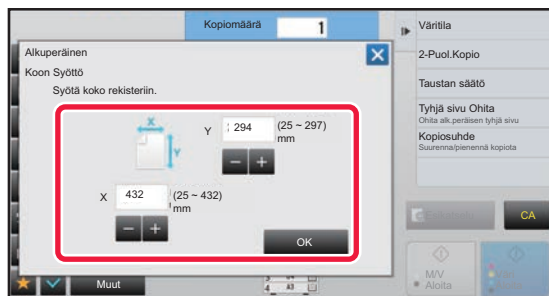 Kopiomäärä 1
Alkuperäinen
Koon Syöttö
Syötä koko rekisteriin.
X
Y
Y 294 (25 ~ 297)
mm
X 432 (25 ~ 432)
mm
OK
Väritila
2-Puol.Kopio
Taustan säätö
Tyhjä sivu Ohita
Ohita alk.peräisen tyhjä sivu
Kopiosuhde
Suurenna/pienennä kopiota
CA
M/V
Aloita
Muut
4 A3